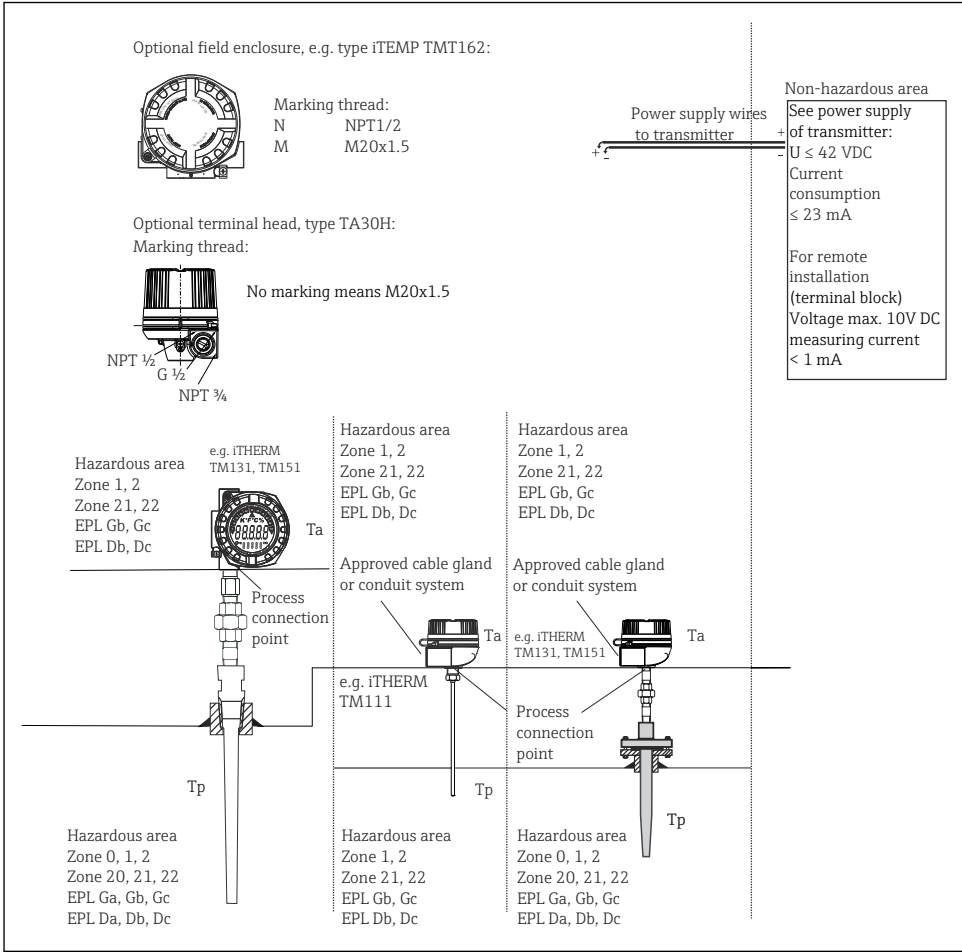 Optional field enclosure, e.g. type iTEMP TMT162:
Marking thread:
N NPT1/2
M M20x1.5
Power supply wires
to transmitter
+
-
+
-
Non-hazardous area
See power supply
of transmitter:
U ≤ 42 VDC
Current
consumption
≤ 23 mA
For remote
installation
(terminal block)
Voltage max. 10V DC
measuring current
< 1 mA
Optional terminal head, type TA30H:
Marking thread:
No marking means M20x1.5
NPT ½
G ½
NPT ¾
Hazardous area
Zone 1, 2
Zone 21, 22
EPL Gb, Gc
EPL Db, Dc
e.g. iTHERM
TM131, TM151
Ta
Process
connection
point
Tp
Hazardous area
Zone 0, 1, 2
Zone 20, 21, 22
EPL Ga, Gb, Gc
EPL Da, Db, Dc
Hazardous area
Zone 1, 2
Zone 21, 22
EPL Gb, Gc
EPL Db, Dc
Approved cable gland
or conduit system
Ta
e.g. iTHERM
TM111
Tp
Hazardous area
Zone 1, 2
Zone 21, 22
EPL Gb, Gc
EPL Db, Dc
Hazardous area
Zone 1, 2
Zone 21, 22
EPL Gb, Gc
EPL Db, Dc
Approved cable gland
or conduit system
e.g. iTHERM
TM131, TM151
Ta
Process
connection
point
Tp
Hazardous area
Zone 0, 1, 2
Zone 20, 21, 22
EPL Ga, Gb, Gc
EPL Da, Db, Dc